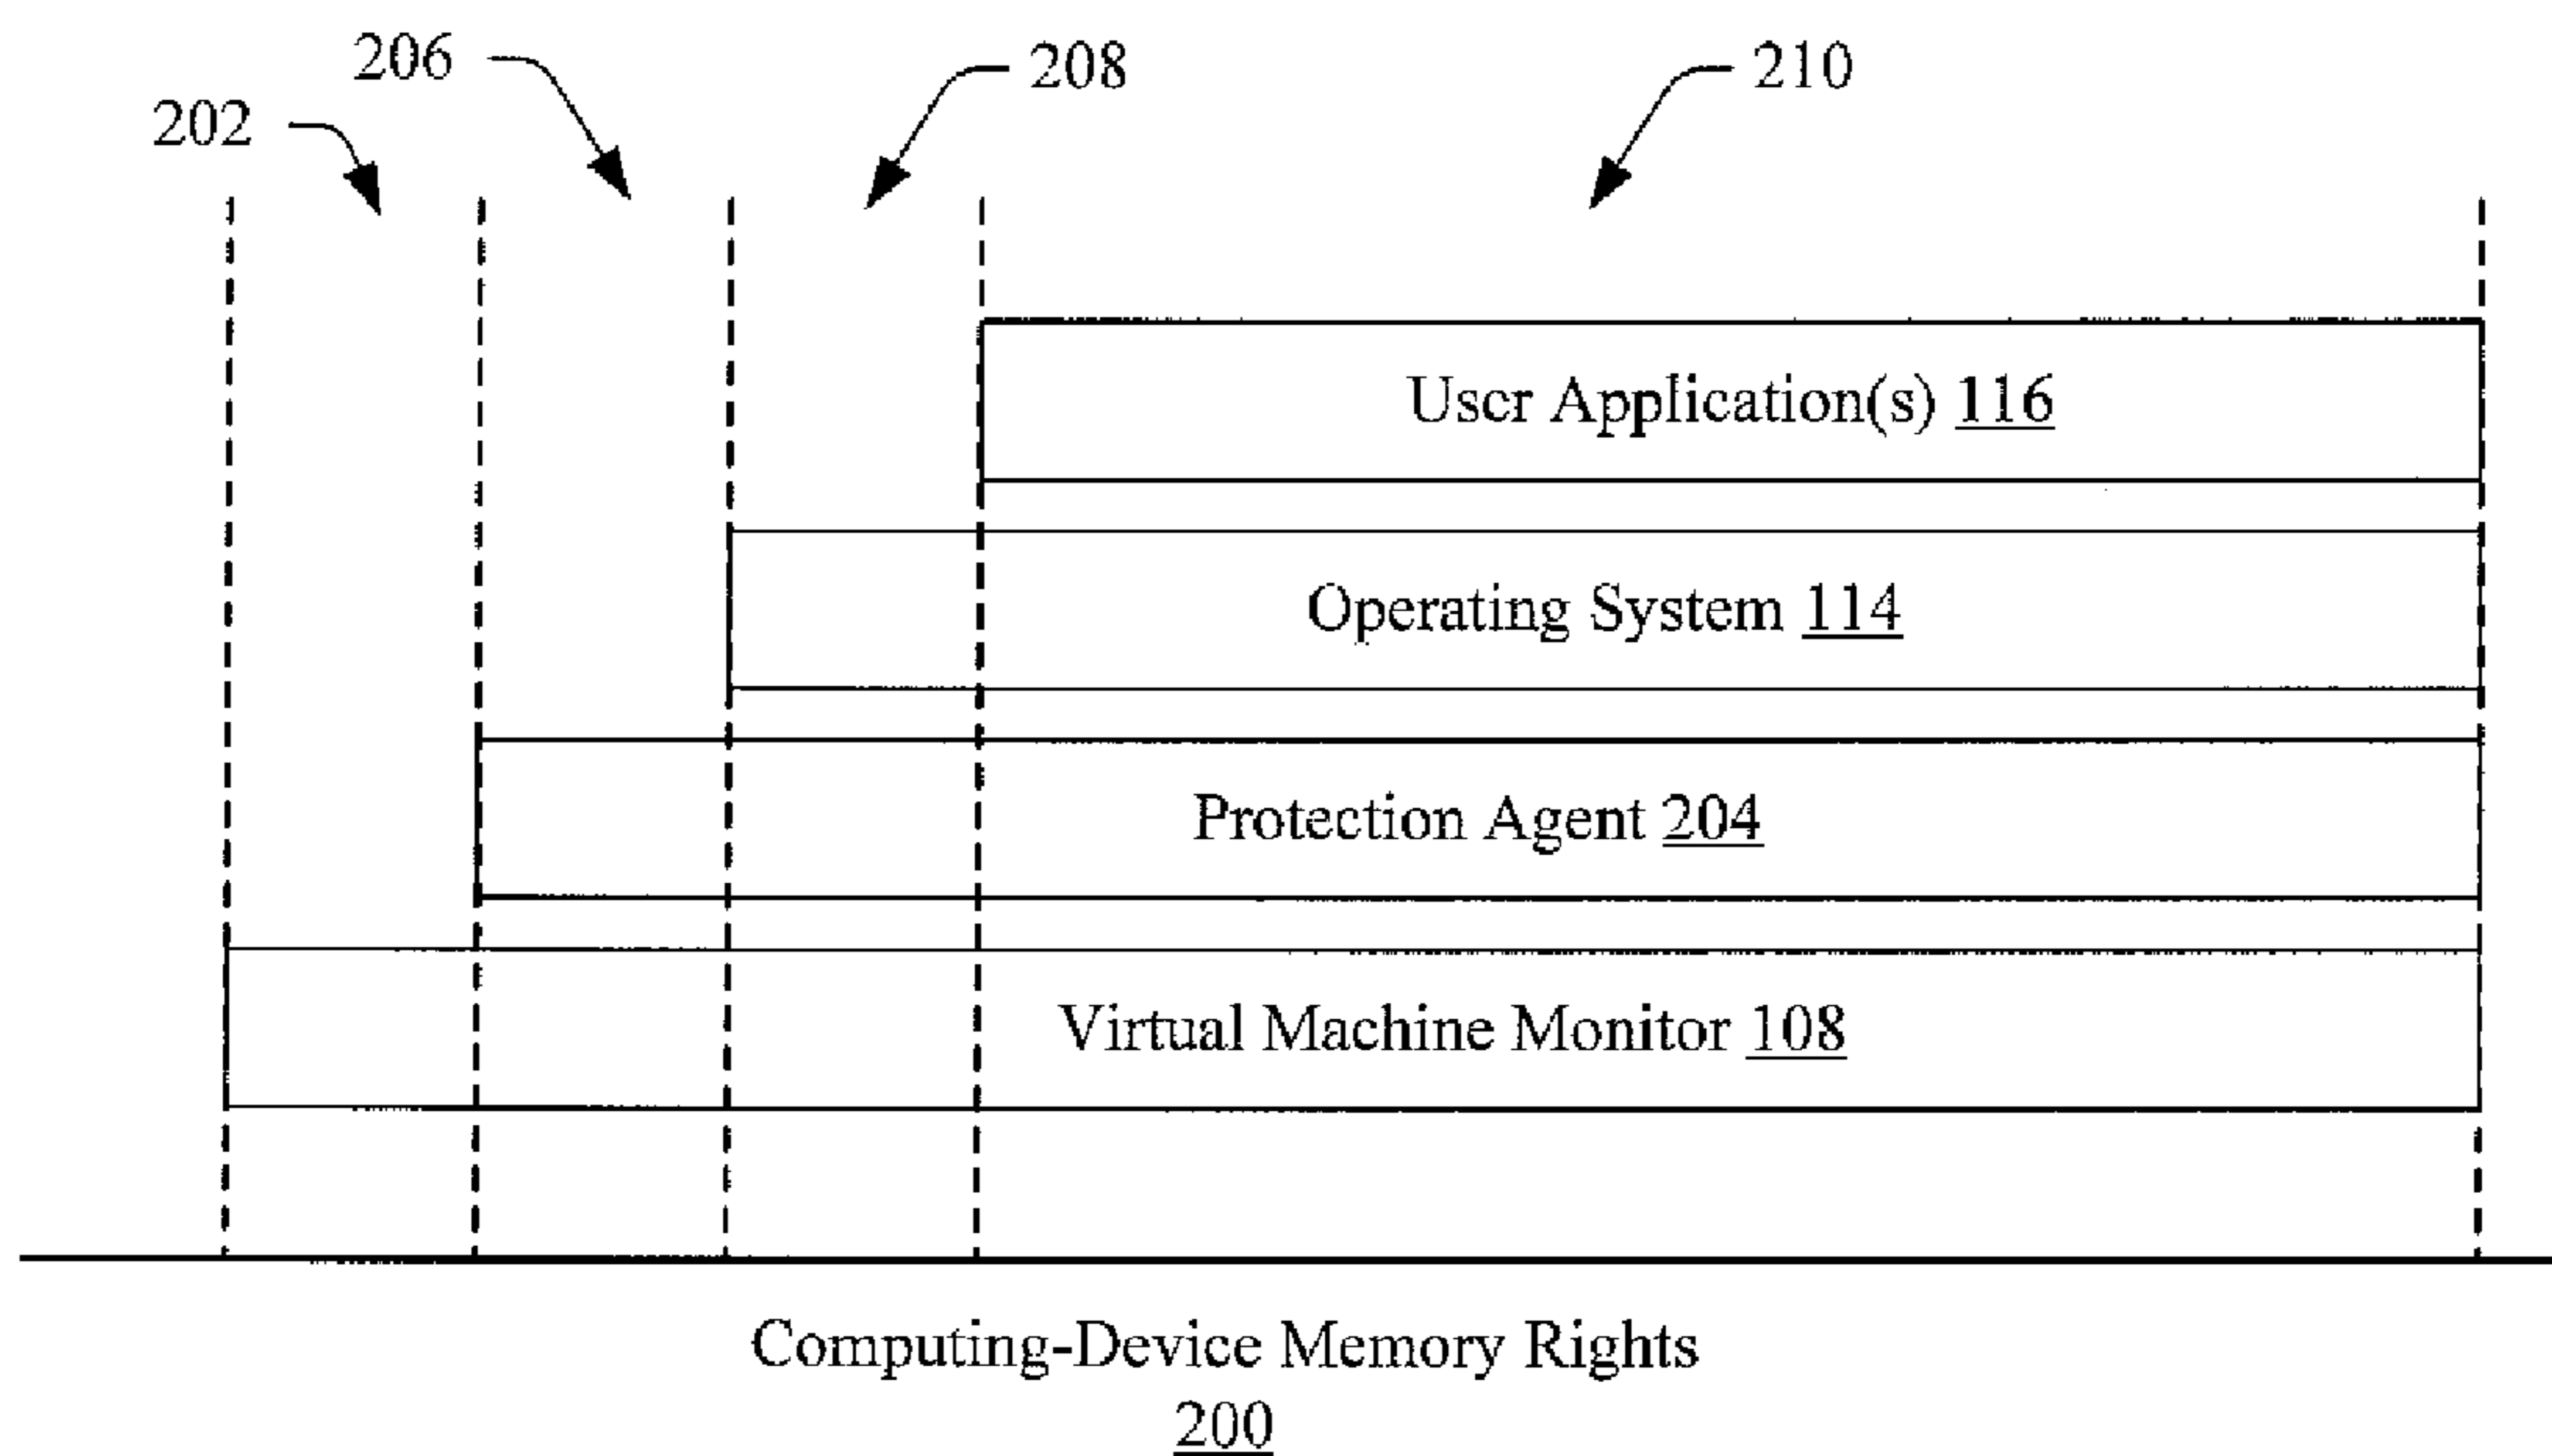 206
208
210
202
User Application(s) 116
Operating System 114
Protection Agent 204
Virtual Machine Monitor 108
Computing-Device Memory Rights
200